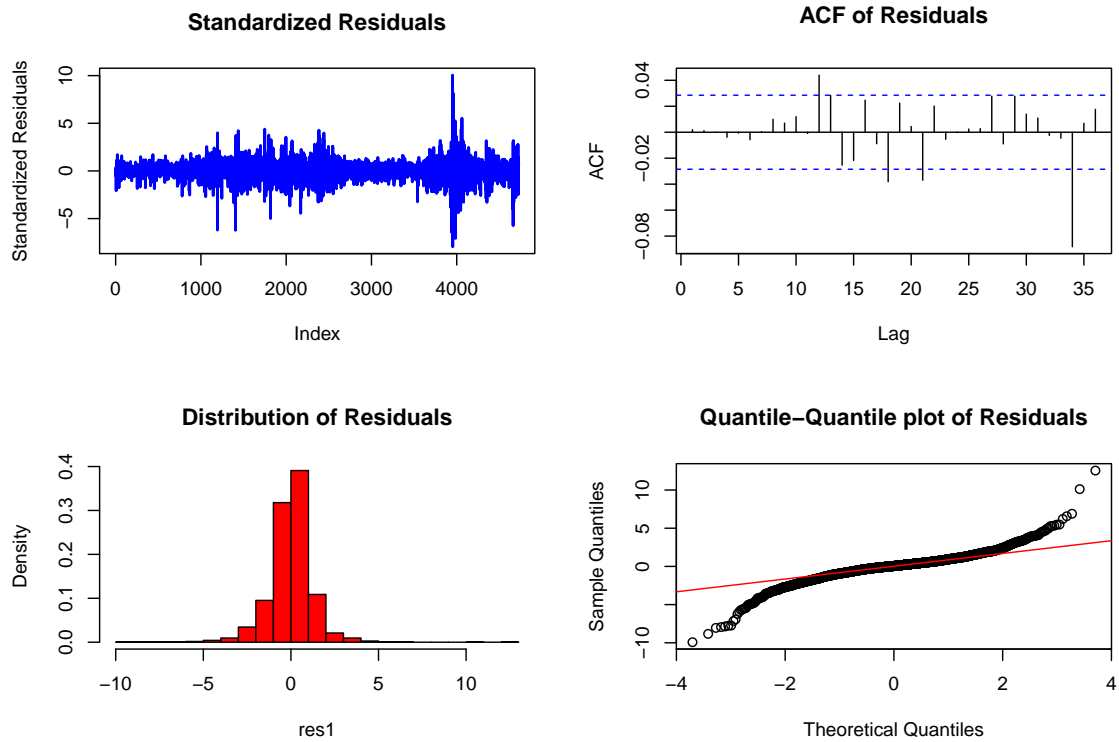 Standardized Residuals
Standardized Residuals
10
5
0
−5
0 1000 2000 3000 4000
Index
ACF of Residuals
ACF
0.04
−0.02
−0.08
0 5 10 15 20 25 30 35
Lag
Distribution of Residuals
Density
0.4
0.3
0.2
0.1
0.0
−10 −5 0 5 10
res1
Quantile−Quantile plot of Residuals
Sample Quantiles
10
5
0
−10
−4 −2 0 2 4
Theoretical Quantiles